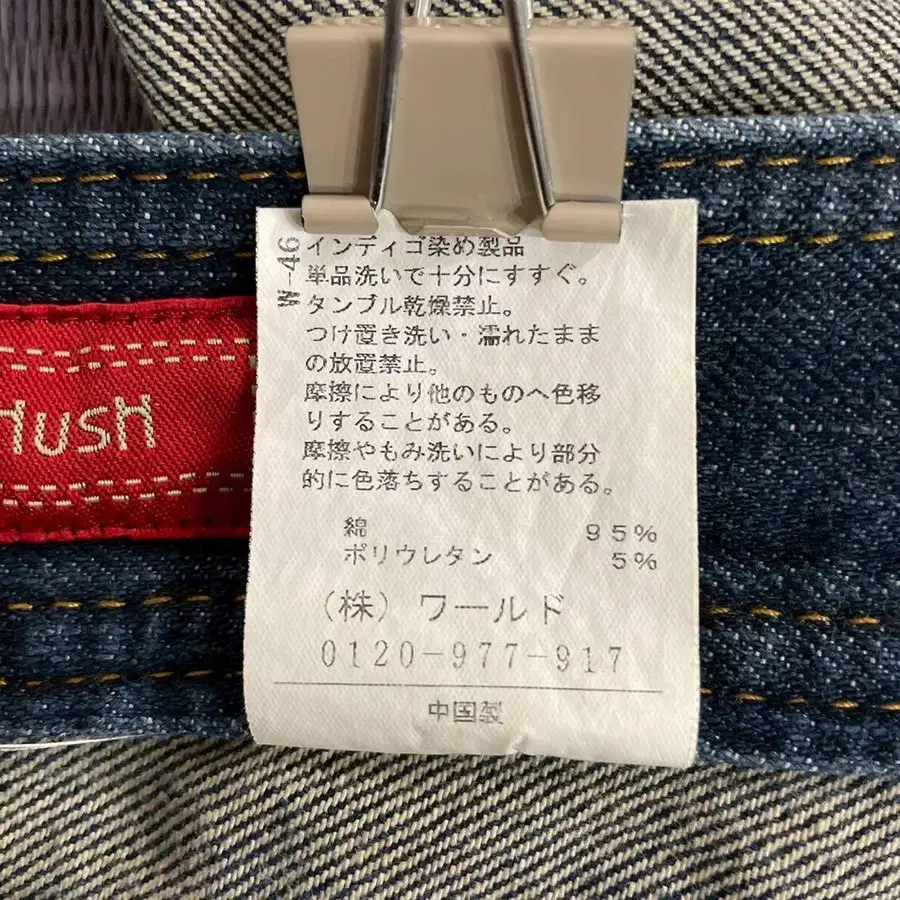 W-46
インディゴ染め製品
単品洗いで十分にすすぐ。
タンブル乾燥禁止。
つけ置き洗い・濡れたまま
の放置禁止。
摩擦により他のものへ色移
りすることがある。
摩擦やもみ洗いにより部分
的に色落ちすることがある。
綿 95%
ポリウレタン 5%
(株) ワールド
0120-977-917
中国製
HusH